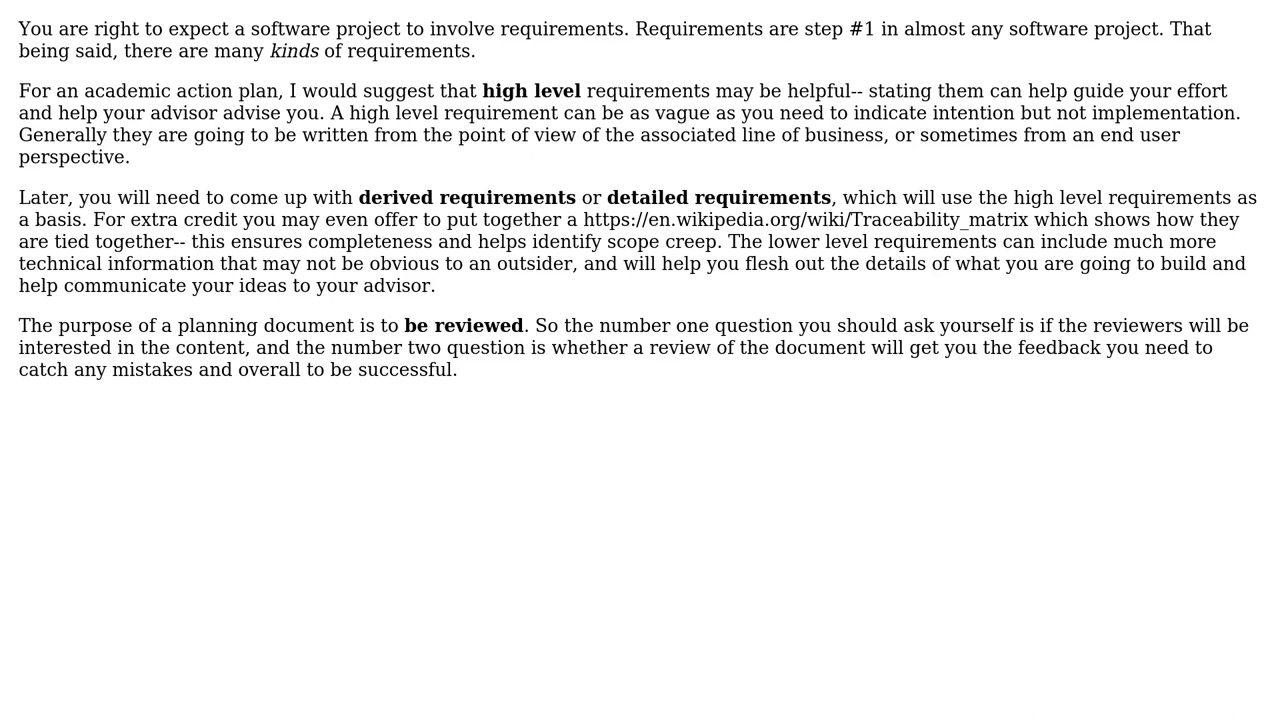 You are right to expect a software project to involve requirements. Requirements are step #1 in almost any software project. That
being said, there are many kinds of requirements.
For an academic action plan, I would suggest that high level requirements may be helpful-- stating them can help guide your effort
and help your advisor advise you. A high level requirement can be as vague as you need to indicate intention but not implementation.
Generally they are going to be written from the point of view of the associated line of business, or sometimes from an end user
perspective.
Later, you will need to come up with derived requirements or detailed requirements, which will use the high level requirements as
a basis. For extra credit you may even offer to put together a https://en.wikipedia.org/wiki/Traceability_matrix which shows how they
are tied together-- this ensures completeness and helps identify scope creep. The lower level requirements can include much more
technical information that may not be obvious to an outsider, and will help you flesh out the details of what you are going to build and
help communicate your ideas to your advisor.
The purpose of a planning document is to be reviewed. So the number one question you should ask yourself is if the reviewers will be
interested in the content, and the number two question is whether a review of the document will get you the feedback you need to
catch any mistakes and overall to be successful.